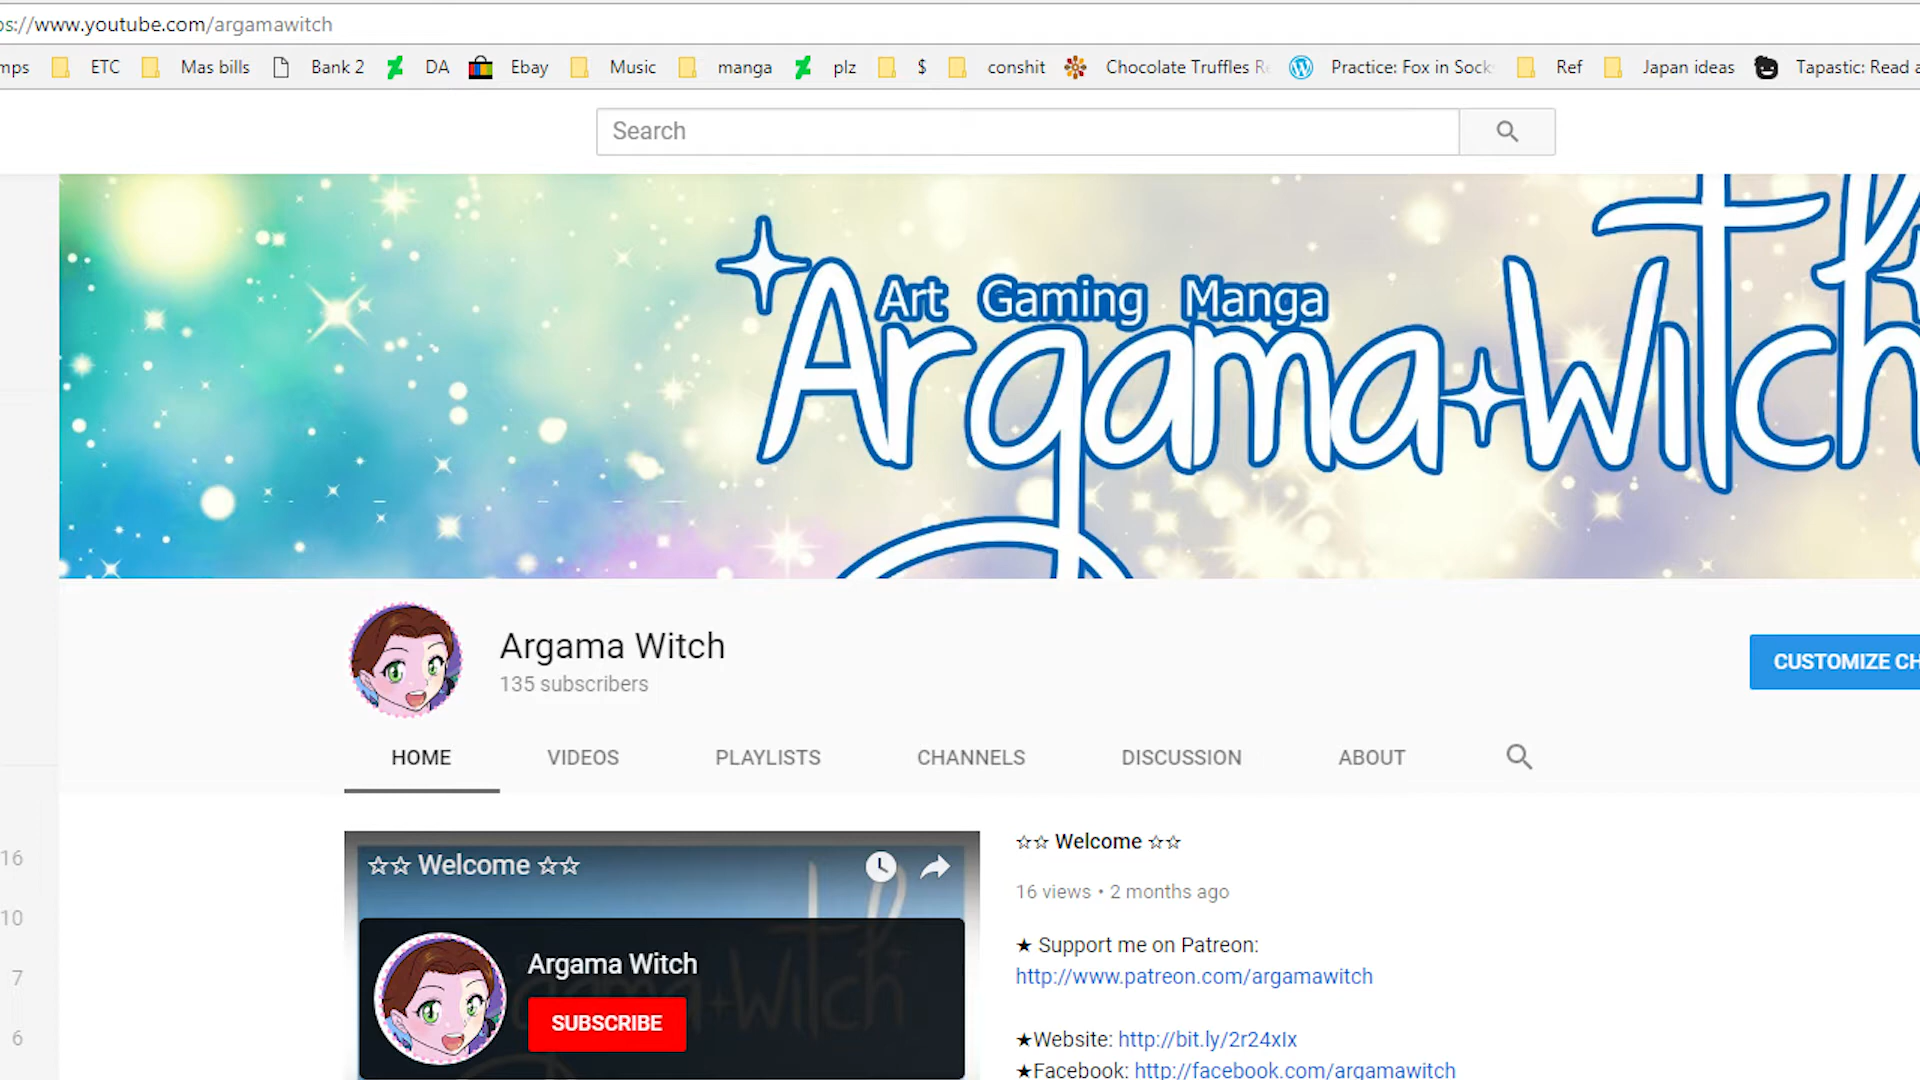 ps://www.youtube.com/argamawitch
mps ETC Mas bills Bank 2 DA Ebay Music manga plz $ conshit Chocolate Truffles Re Practice: Fox in Sock Ref Japan ideas Tapastic: Read a
Search
Art Gaming Manga
Argama Witch
Argama Witch
135 subscribers
CUSTOMIZE CH
HOME VIDEOS PLAYLISTS CHANNELS DISCUSSION ABOUT
☆☆ Welcome ☆☆
Argama Witch
SUBSCRIBE
☆☆ Welcome ☆☆
16 views • 2 months ago
★ Support me on Patreon:
http://www.patreon.com/argamawitch
★Website: http://bit.ly/2r24xIx
★Facebook: http://facebook.com/argamawitch
16
10
7
6